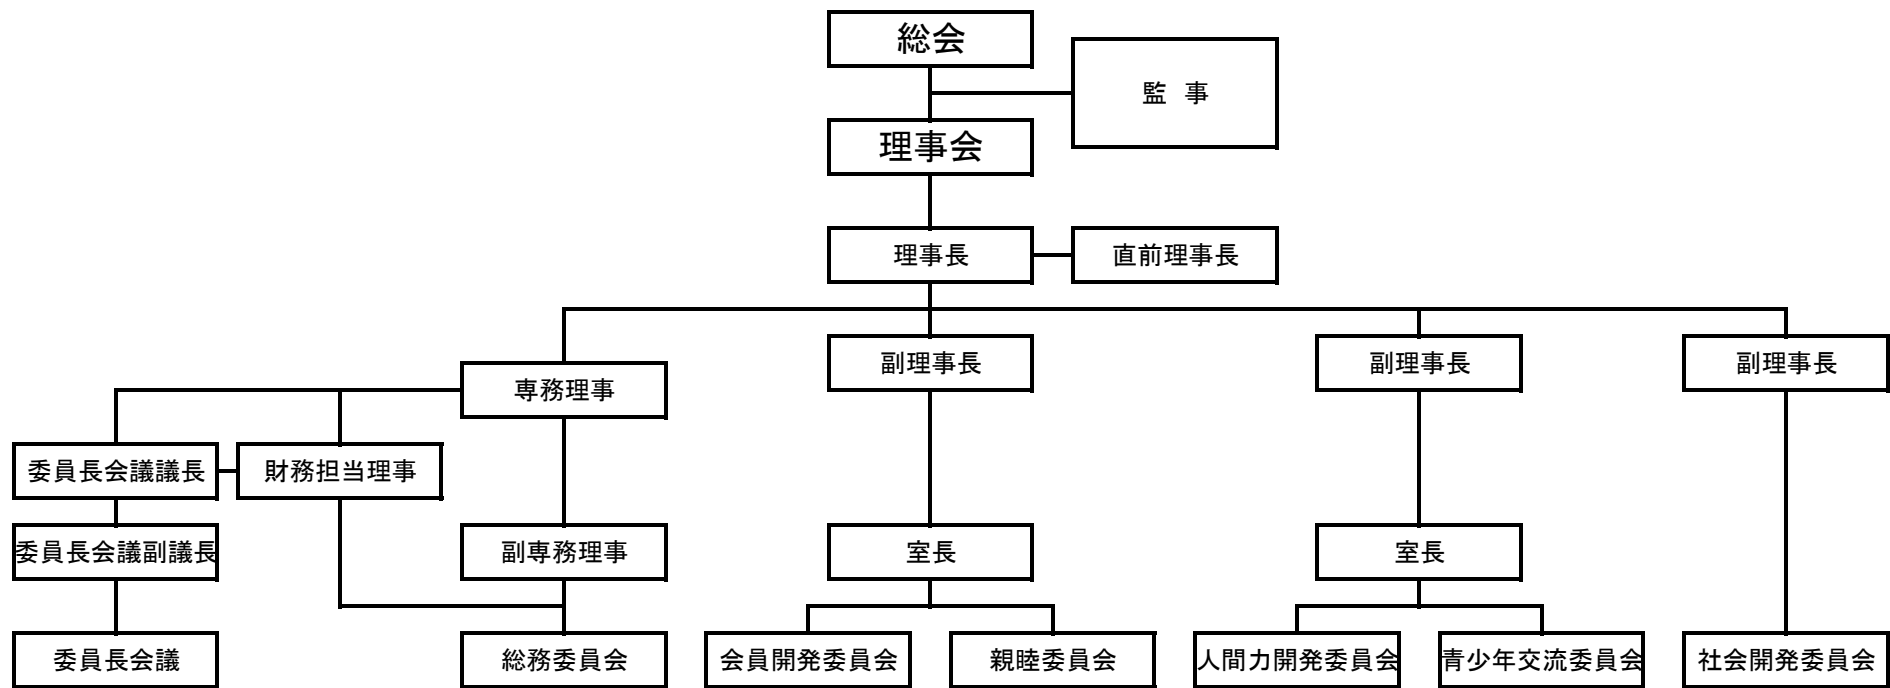 総会
監 事
理事会
理事長
直前理事長
副理事長
副理事長
副理事長
専務理事
委員長会議議長
財務担当理事
委員長会議副議長
副専務理事
室長
室長
委員長会議
総務委員会
会員開発委員会
親睦委員会
人間力開発委員会
青少年交流委員会
社会開発委員会